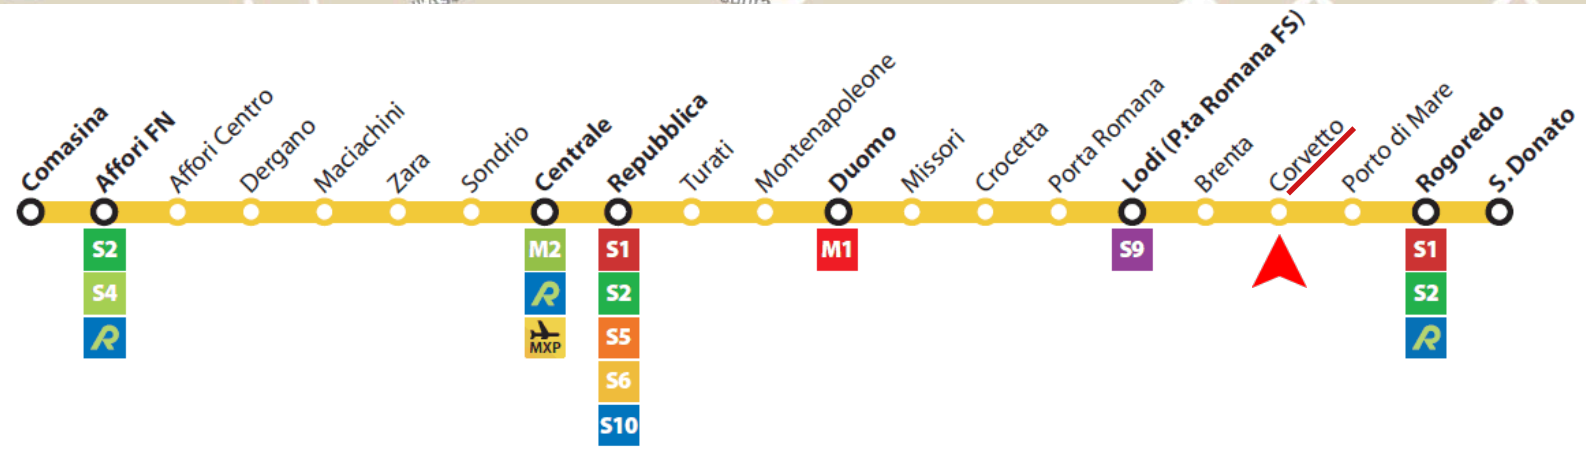 Comasina
Affori FN
Affori Centro
Dergano
Maciachini
Zara
Sondrio
Centrale
Repubblica
Turati
Montenapoleone
Duomo
Missori
Crocetta
Porta Romana
Lodi (P.ta Romana FS)
Brenta
Corvetto
Porto di Mare
Rogoredo
S. Donato
S2
S4
R
M2
R
MXP
S1
S2
S5
S6
S10
M1
S9
S1
S2
R